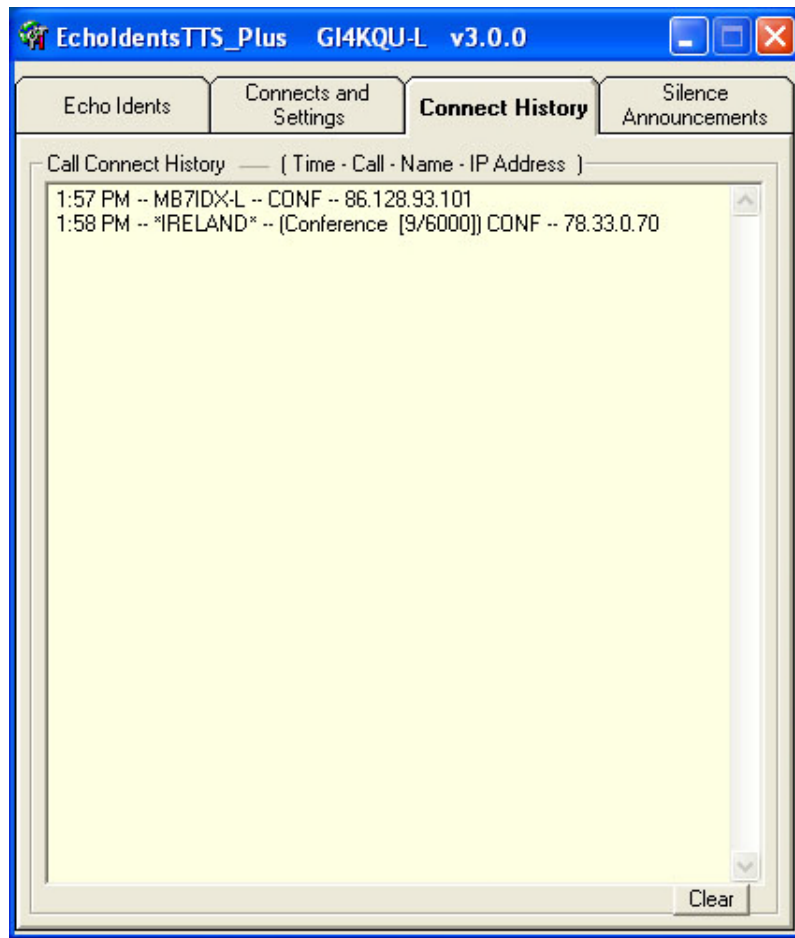 EchoIdentsTTS_Plus GI4KQU-L v3.0.0
Echo Idents
Connects and
Settings
Connect History
Silence
Announcements
Call Connect History —— ( Time - Call - Name - IP Address )
1:57 PM -- MB7IDX-L -- CONF -- 86.128.93.101
1:58 PM -- *IRELAND* -- (Conference [9/6000]) CONF -- 78.33.0.70
Clear